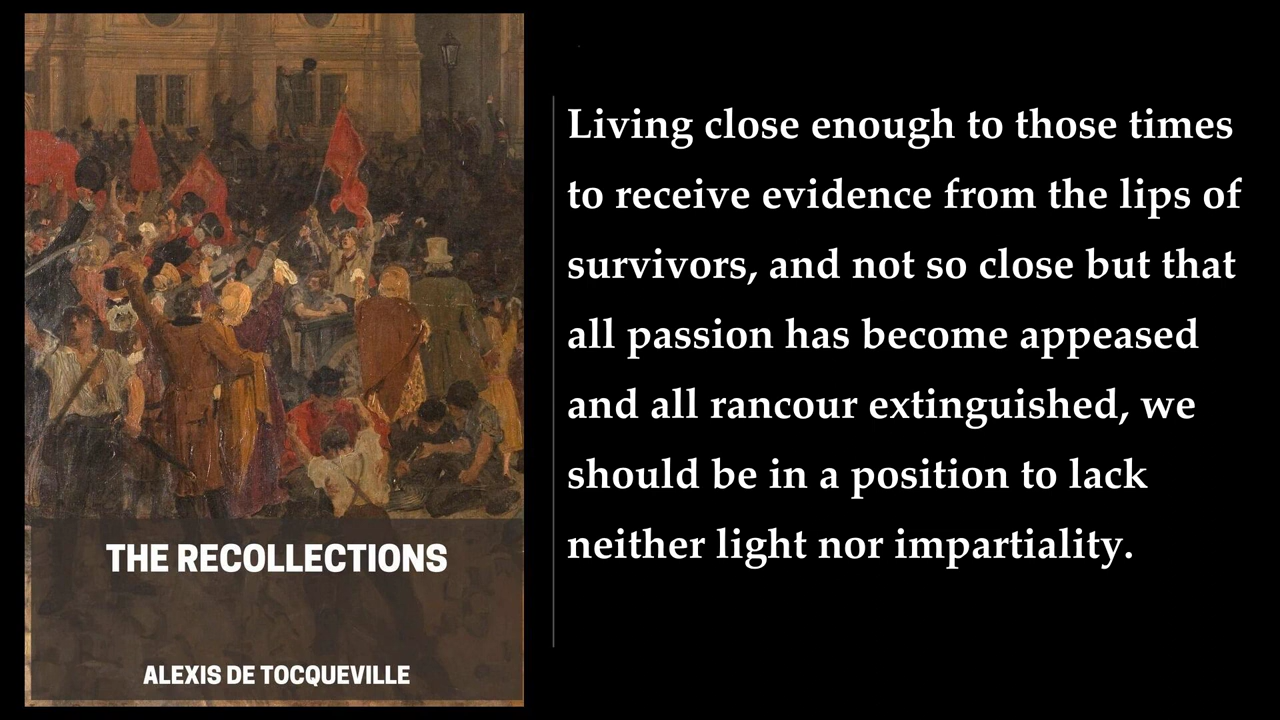 THE RECOLLECTIONS
ALEXIS DE TOCQUEVILLE
Living close enough to those times
to receive evidence from the lips of
survivors, and not so close but that
all passion has become appeased
and all rancour extinguished, we
should be in a position to lack
neither light nor impartiality.